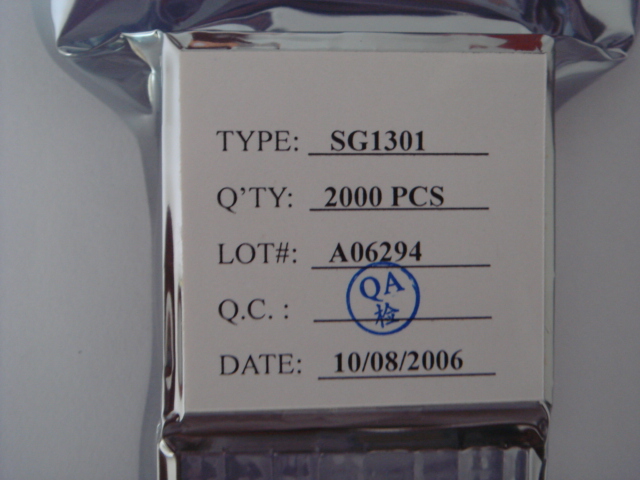 TYPE: SG1301
Q'TY: 2000 PCS
LOT#: A06294
QA
检
Q.C. :
DATE: 10/08/2006